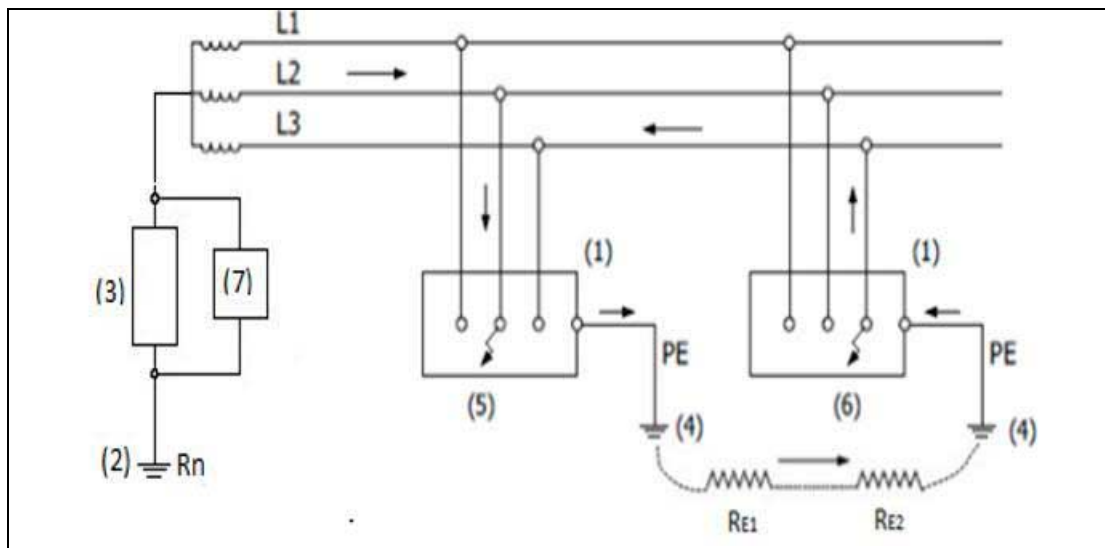 L1
L2
L3
(1)
(1)
(3)
(7)
PE
PE
(5)
(6)
(4)
(4)
(2)
Rn
RE1
RE2